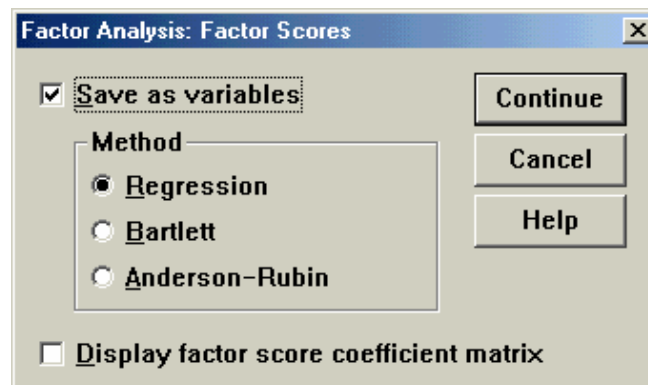 Factor Analysis: Factor Scores
Save as variables
Continue
Method
Cancel
Regression
Help
Bartlett
Anderson-Rubin
Display factor score coefficient matrix